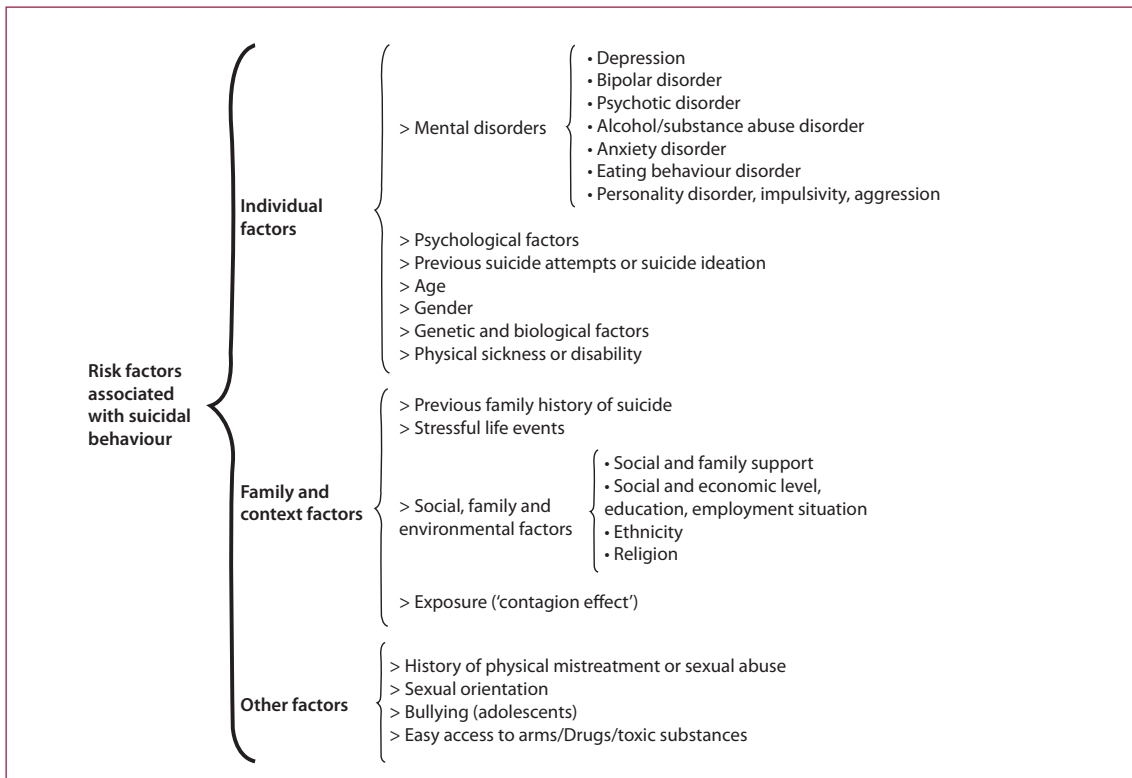 Risk factors
associated
with suicidal
behaviour
Individual
factors
> Mental disorders
• Depression
• Bipolar disorder
• Psychotic disorder
• Alcohol/substance abuse disorder
• Anxiety disorder
• Eating behaviour disorder
• Personality disorder, impulsivity, aggression
> Psychological factors
> Previous suicide attempts or suicide ideation
> Age
> Gender
> Genetic and biological factors
> Physical sickness or disability
Family and
context factors
> Previous family history of suicide
> Stressful life events
> Social, family and
environmental factors
• Social and family support
• Social and economic level,
education, employment situation
• Ethnicity
• Religion
> Exposure (‘contagion effect’)
Other factors
> History of physical mistreatment or sexual abuse
> Sexual orientation
> Bullying (adolescents)
> Easy access to arms/Drugs/toxic substances